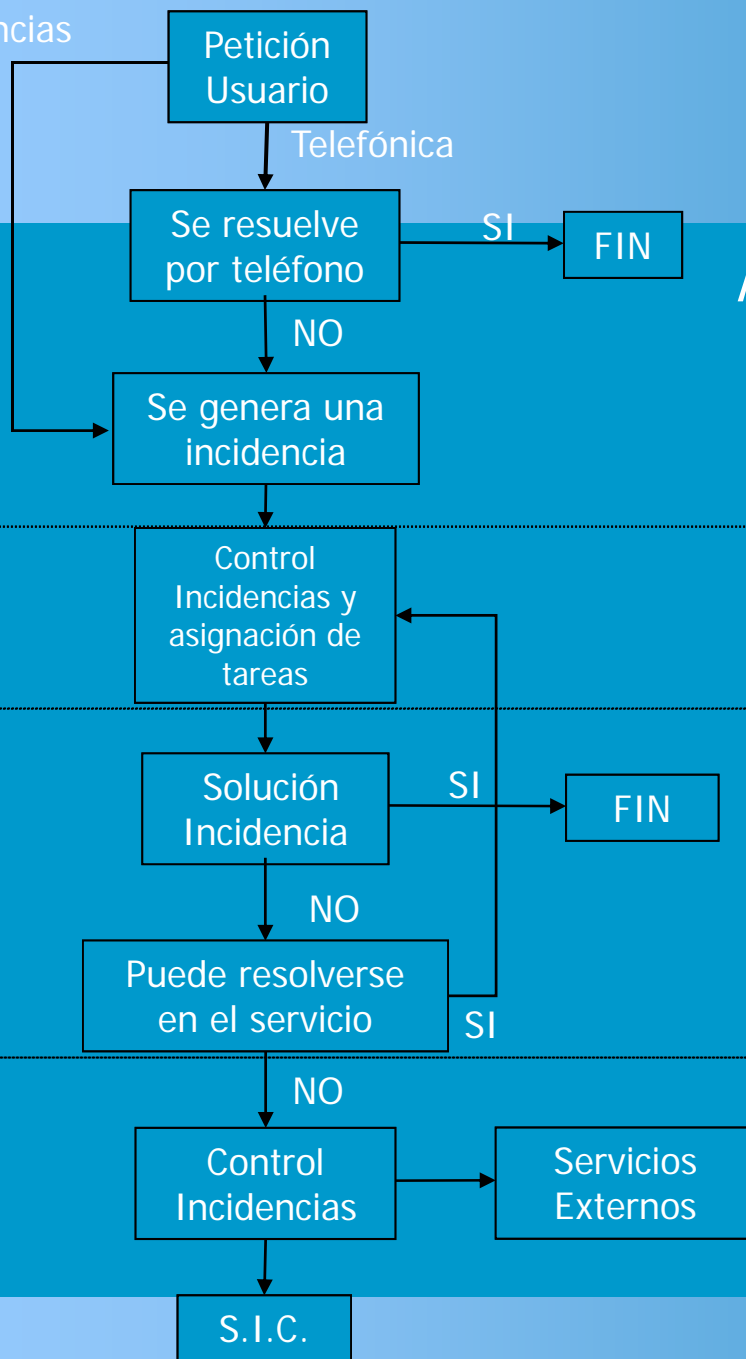 Petición
Usuario
Telefónica
Se resuelve
por teléfono
SI
FIN
NO
Se genera una
incidencia
Control
Incidencias y
asignación de
tareas
Solución
Incidencia
SI
FIN
NO
Puede resolverse
en el servicio
SI
NO
Control
Incidencias
Servicios
Externos
S.I.C.